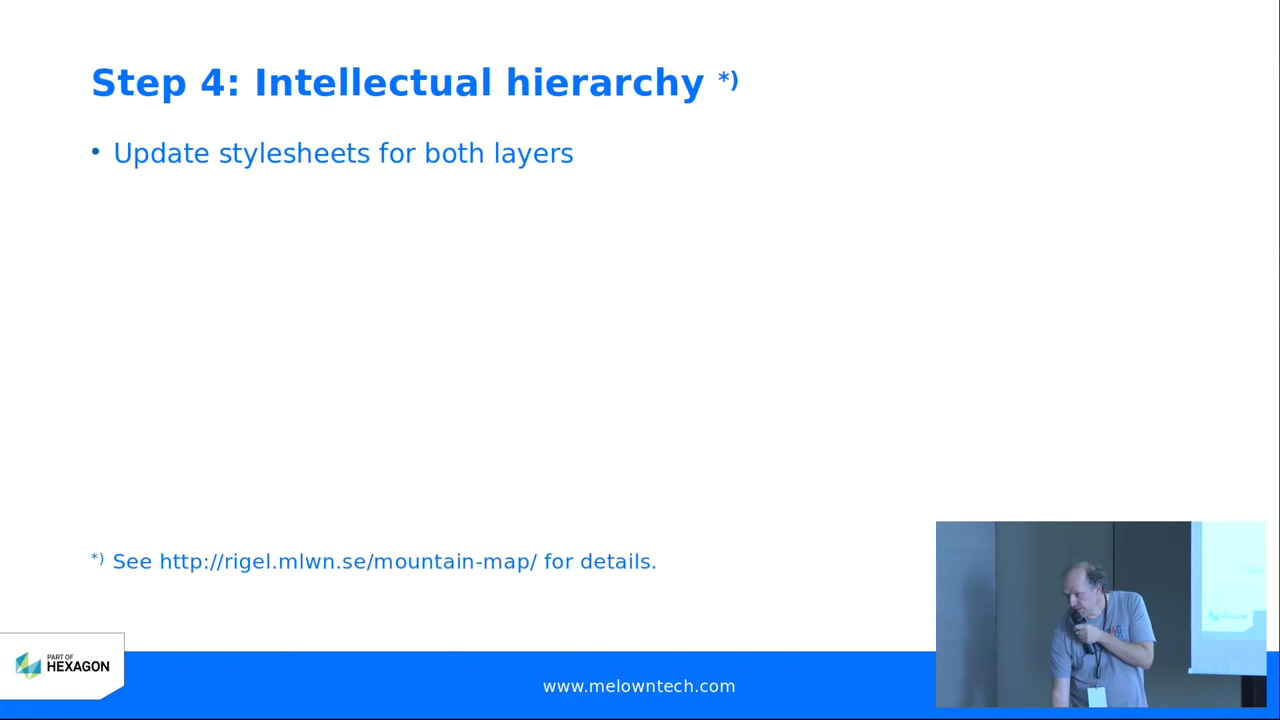 Step 4: Intellectual hierarchy *)
• Update stylesheets for both layers
*) See http://rigel.mlwn.se/mountain-map/ for details.
PART OF
HEXAGON
www.melowntech.com